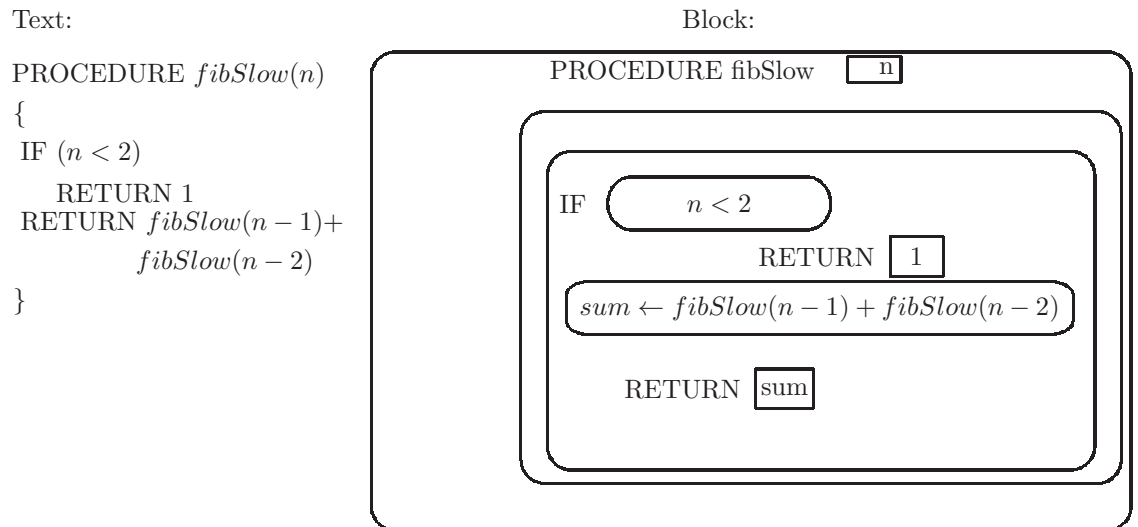 Text:
PROCEDURE fibSlow(n)
{
IF (n < 2)
RETURN 1
RETURN fibSlow(n − 1)+
fibSlow(n − 2)
}
Block:
PROCEDURE fibSlow n
IF n < 2
RETURN 1
sum ← fibSlow(n − 1) + fibSlow(n − 2)
RETURN sum